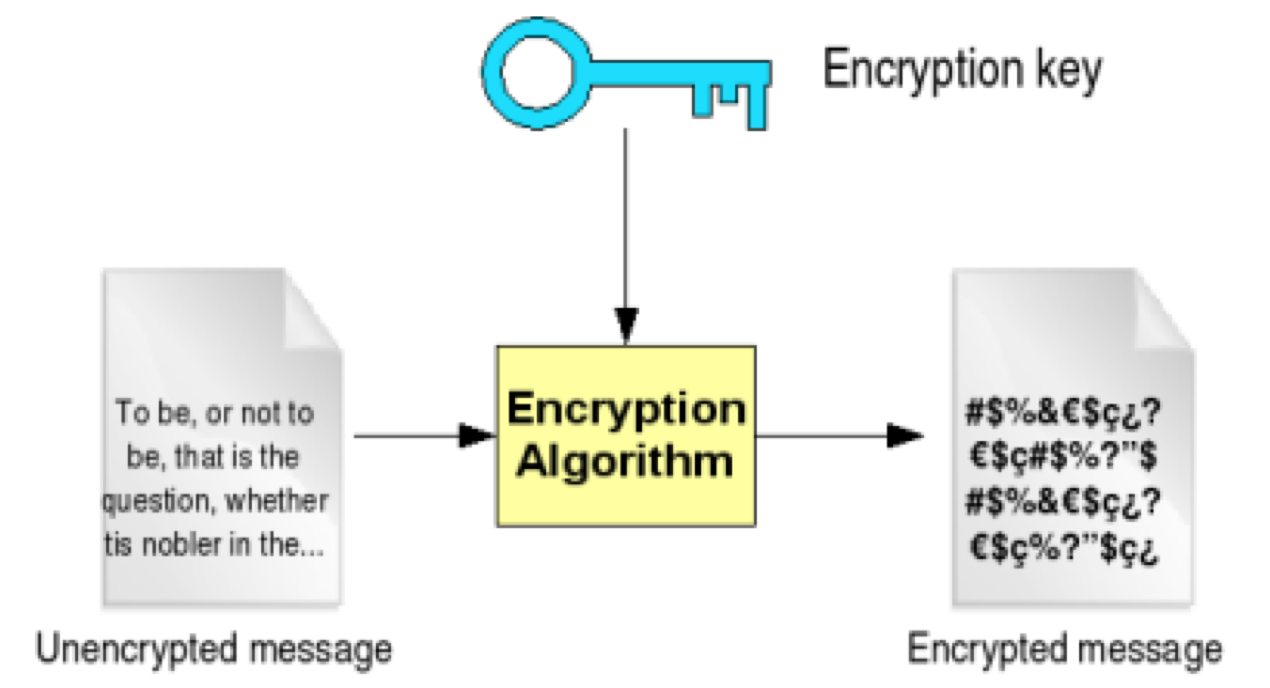 Encryption key
To be, or not to
be, that is the
question, whether
tis nobler in the...
Unencrypted message
Encryption
Algorithm
#$%&€$ç¿?
€$ç#$%?”$
#$%&€$ç¿?
€$ç%?”$ç¿
Encrypted message